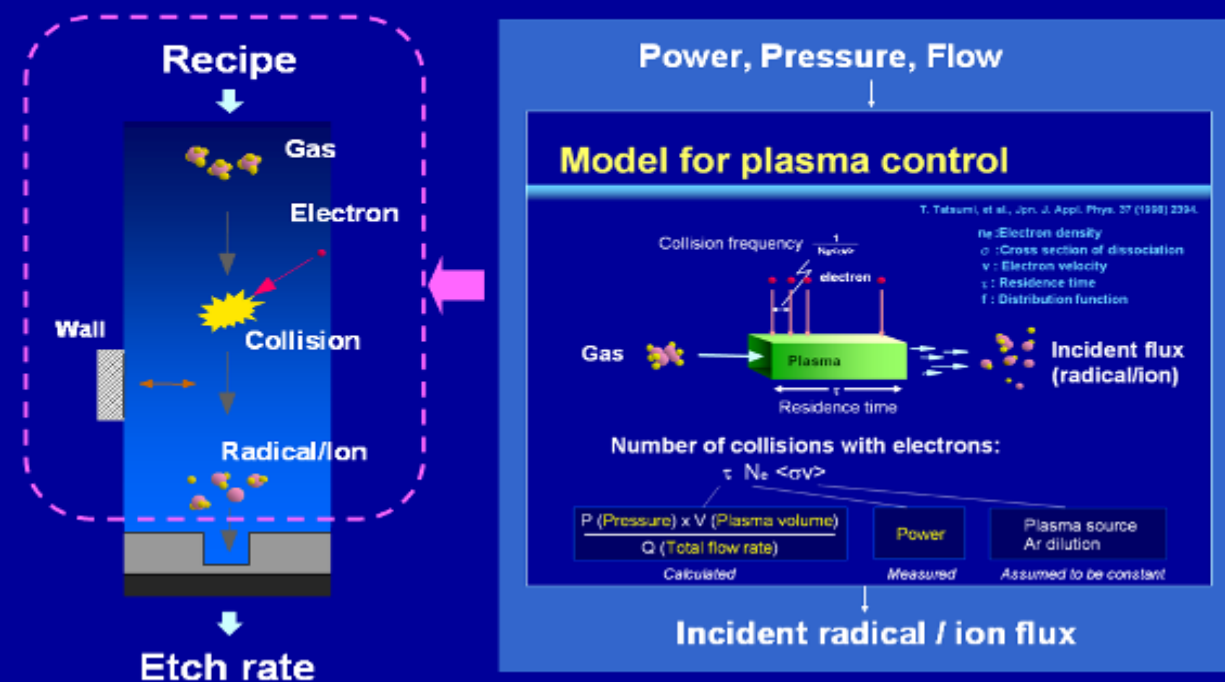 Recipe
Gas
Electron
Collision
Wall
Radical/Ion
Etch rate
Power, Pressure, Flow
Model for plasma control
T. Tatsumi, et al., Jpn. J. Appl. Phys. 37 (1998) 2394.
Collision frequency 1
Ne<σv>
electron
ne :Electron density
σ :Cross section of dissociation
v : Electron velocity
τ : Residence time
f : Distribution function
Gas
Plasma
Incident flux
(radical/ion)
τ
Residence time
Number of collisions with electrons:
τ Ne <σv>
P (Pressure) x V (Plasma volume)
Q (Total flow rate)
Power
Plasma source
Ar dilution
Calculated
Measured
Assumed to be constant
Incident radical / ion flux